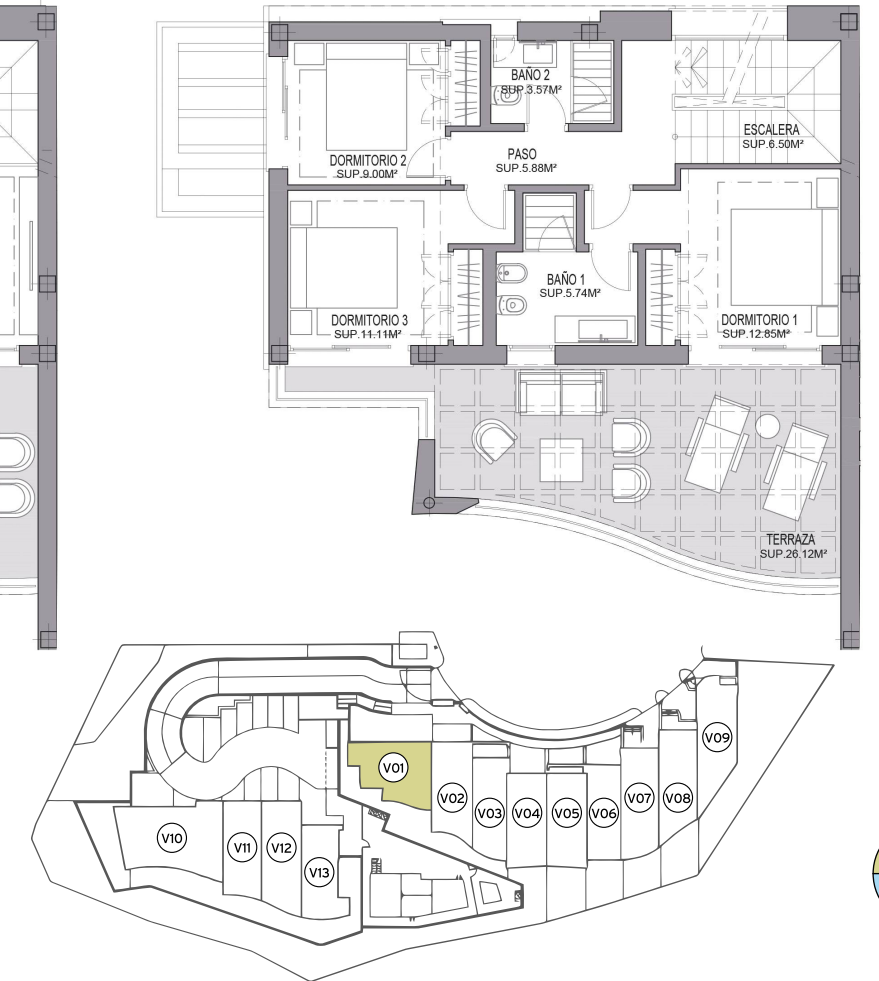 BAÑO 2
SUP.3.57M²
ESCALERA
SUP.6.50M²
DORMITORIO 2
SUP.9.00M²
PASO
SUP.5.88M²
BAÑO 1
SUP.5.74M²
DORMITORIO 3
SUP.11.11M²
DORMITORIO 1
SUP.12.85M²
TERRAZA
SUP.26.12M²
V01
V02
V03
V04
V05
V06
V07
V08
V09
V10
V11
V12
V13